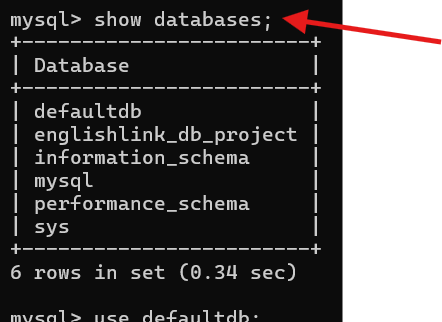 mysql> show databases;
+--------------------+
| Database           |
+--------------------+
| defaultdb          |
| englishlink_db_project |
| information_schema |
| mysql              |
| performance_schema |
| sys                |
+--------------------+
6 rows in set (0.34 sec)
mysql> use defaultdb;